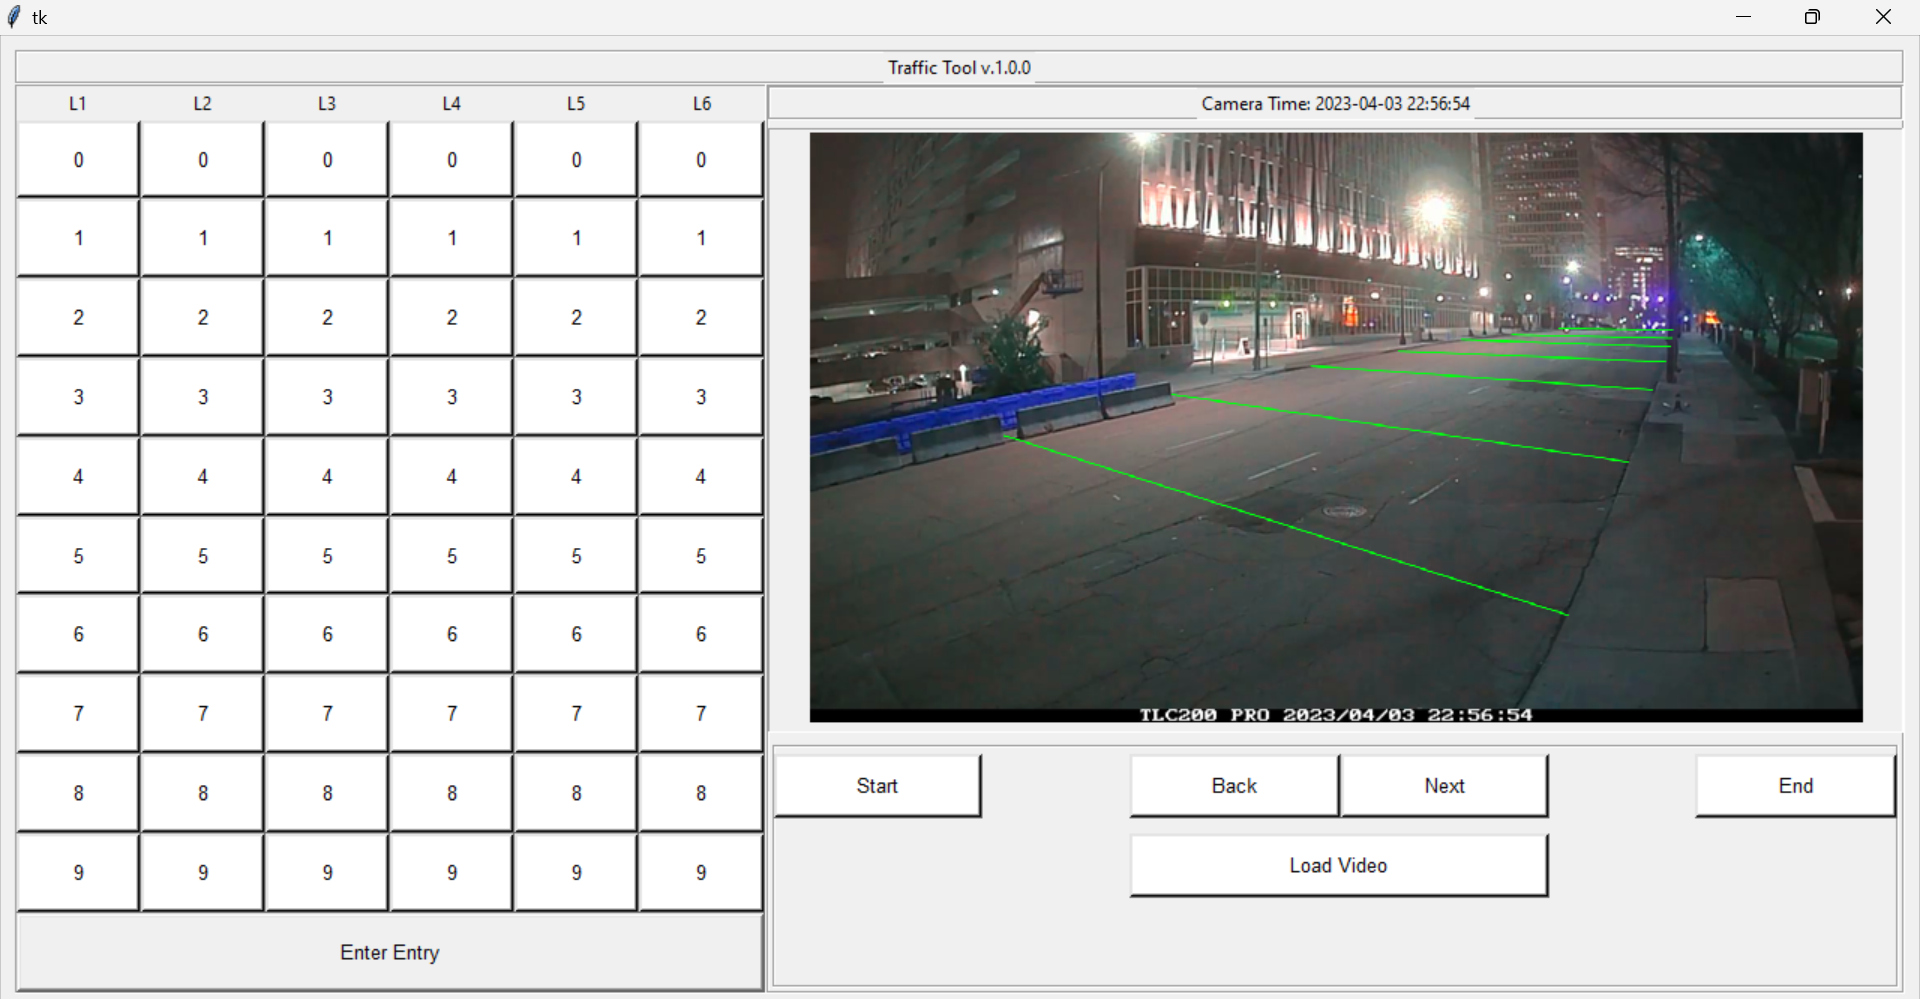 tk
Traffic Tool v.1.0.0
L1 L2 L3 L4 L5 L6
0 0 0 0 0 0
1 1 1 1 1 1
2 2 2 2 2 2
3 3 3 3 3 3
4 4 4 4 4 4
5 5 5 5 5 5
6 6 6 6 6 6
7 7 7 7 7 7
8 8 8 8 8 8
9 9 9 9 9 9
Enter Entry
Camera Time: 2023-04-03 22:56:54
TLC200 PRO 2023/04/03 22:56:54
Start Back Next End
Load Video